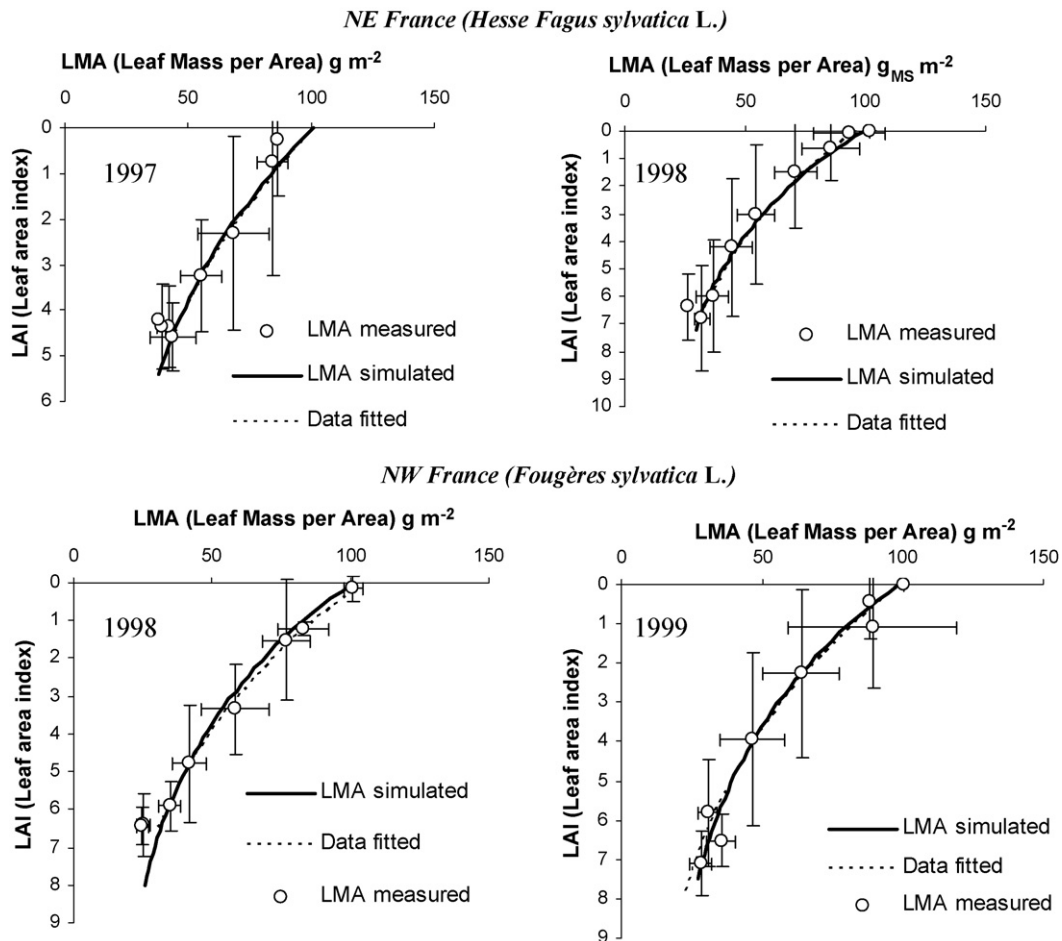 NE France (Hesse Fagus sylvatica L.)
LMA (Leaf Mass per Area) g m-2
0 50 100 150
0
1
2
3
4
5
6
LAI (Leaf area index)
1997
LMA measured
LMA simulated
Data fitted
LMA (Leaf Mass per Area) gMS m-2
0 50 100 150
0
1
2
3
4
5
6
7
8
9
10
LAI (Leaf area index)
1998
LMA measured
LMA simulated
Data fitted
NW France (Fougères sylvatica L.)
LMA (Leaf Mass per Area) g m-2
0 50 100 150
0
1
2
3
4
5
6
7
8
9
LAI (Leaf area index)
1998
LMA simulated
Data fitted
LMA measured
LMA (Leaf Mass per Area) g m-2
0 50 100 150
0
1
2
3
4
5
6
7
8
9
LAI (Leaf area index)
1999
LMA simulated
Data fitted
LMA measured